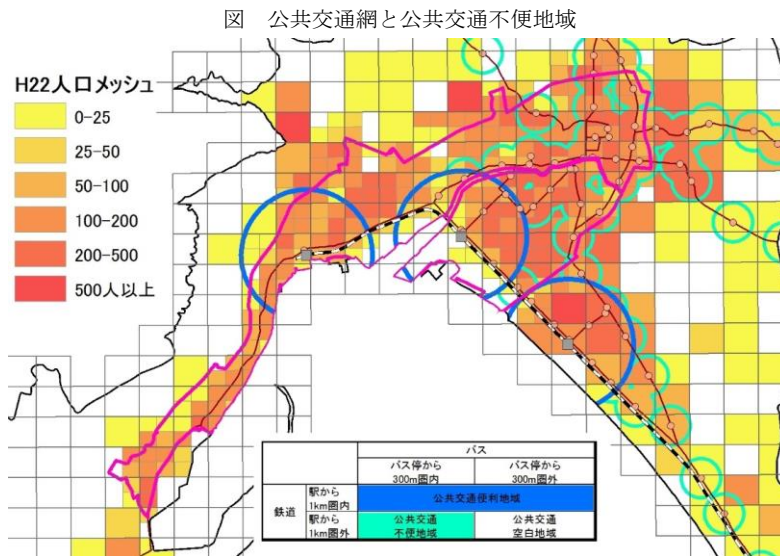 図　公共交通網と公共交通不便地域
H22人口メッシュ
0-25
25-50
50-100
100-200
200-500
500人以上
バス
バス停から
300m圏内
バス停から
300m圏外
鉄道
駅から
1km圏内
公共交通便利地域
駅から
1km圏外
公共交通
不便地域
公共交通
空白地域